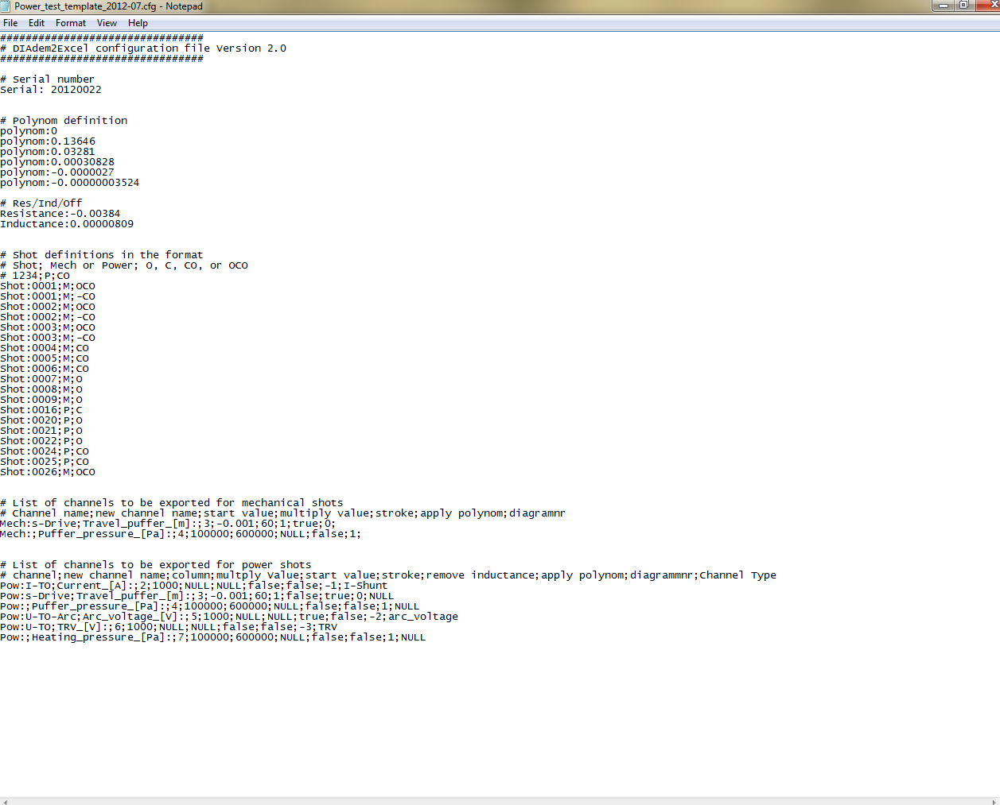 Power_test_template_2012-07.cfg - Notepad
File Edit Format View Help
################################
# DIAdem2Excel configuration file Version 2.0
################################
# Serial number
Serial: 20120022
# Polynom definition
polynom:0
polynom:0.13646
polynom:0.03281
polynom:0.00030828
polynom:-0.0000027
polynom:-0.00000003524
# Res/Ind/Off
Resistance:-0.00384
Inductance:0.00000809
# Shot definitions in the format
# Shot; Mech or Power; O, C, CO, or OCO
# 1234;P;CO
Shot:0001;M;OCO
Shot:0001;M;-CO
Shot:0002;M;OCO
Shot:0002;M;-CO
Shot:0003;M;OCO
Shot:0003;M;-CO
Shot:0004;M;CO
Shot:0005;M;CO
Shot:0006;M;CO
Shot:0007;M;O
Shot:0008;M;O
Shot:0009;M;O
Shot:0016;P;C
Shot:0020;P;O
Shot:0021;P;O
Shot:0022;P;O
Shot:0024;P;CO
Shot:0025;P;CO
Shot:0026;M;OCO
# List of channels to be exported for mechanical shots
# Channel name;new channel name;start value;multiply value;stroke;apply polynom;diagramnr
Mech:s-Drive;Travel_puffer_[m]:;3;-0.001;60;1;true;0;
Mech:;Puffer_pressure_[Pa]:;4;100000;600000;NULL;false;1;
# List of channels to be exported for power shots
# channel;new channel name;column;multply Value;start value;stroke;remove inductance;apply polynom;diagrammnr;Channel Type
Pow:I-TO;Current_[A]:;2;1000;NULL;NULL;false;false;-1;I-Shunt
Pow:s-Drive;Travel_puffer_[m]:;3;-0.001;60;1;false;true;0;NULL
Pow:;Puffer_pressure_[Pa]:;4;100000;600000;NULL;false;false;1;NULL
Pow:U-TO-Arc;Arc_voltage_[V]:;5;1000;NULL;NULL;true;false;-2;arc_voltage
Pow:U-TO;TRV_[V]:;6;1000;NULL;NULL;false;false;-3;TRV
Pow:;Heating_pressure_[Pa]:;7;100000;600000;NULL;false;false;1;NULL